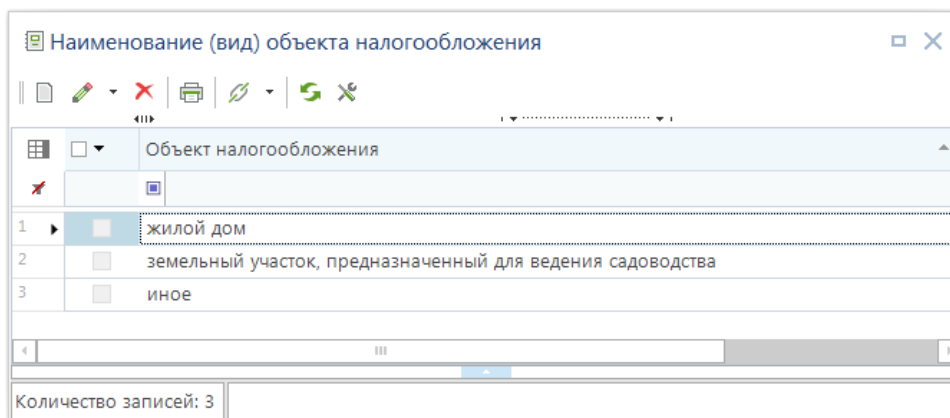 Наименование (вид) объекта налогообложения
Объект налогообложения
1 жилой дом
2 земельный участок, предназначенный для ведения садоводства
3 иное
Количество записей: 3